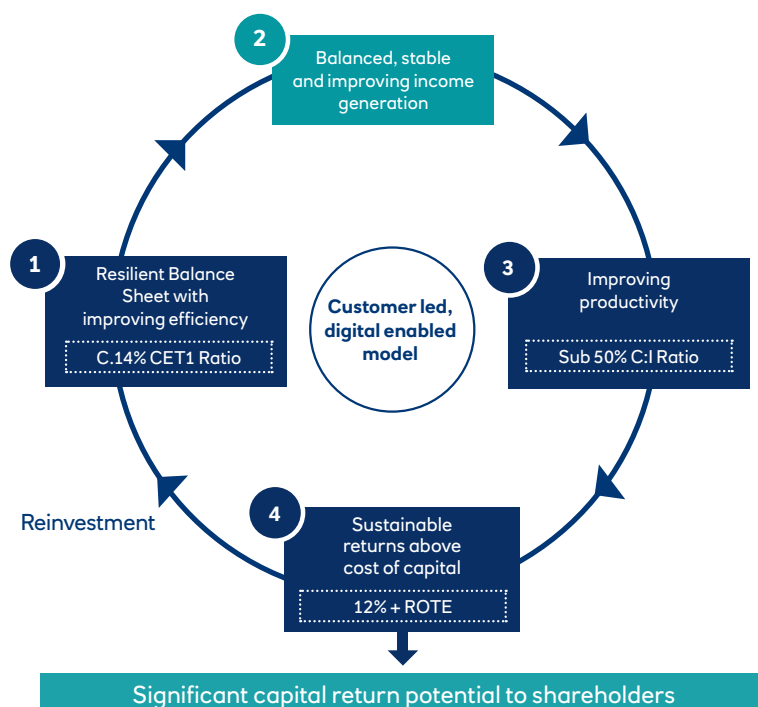 2
Balanced, stable
and improving income
generation
1
Resilient Balance
Sheet with
improving efficiency
C.14% CET1 Ratio
Customer led,
digital enabled
model
3
Improving
productivity
Sub 50% C:I Ratio
Reinvestment
4
Sustainable
returns above
cost of capital
12% + ROTE
Significant capital return potential to shareholders